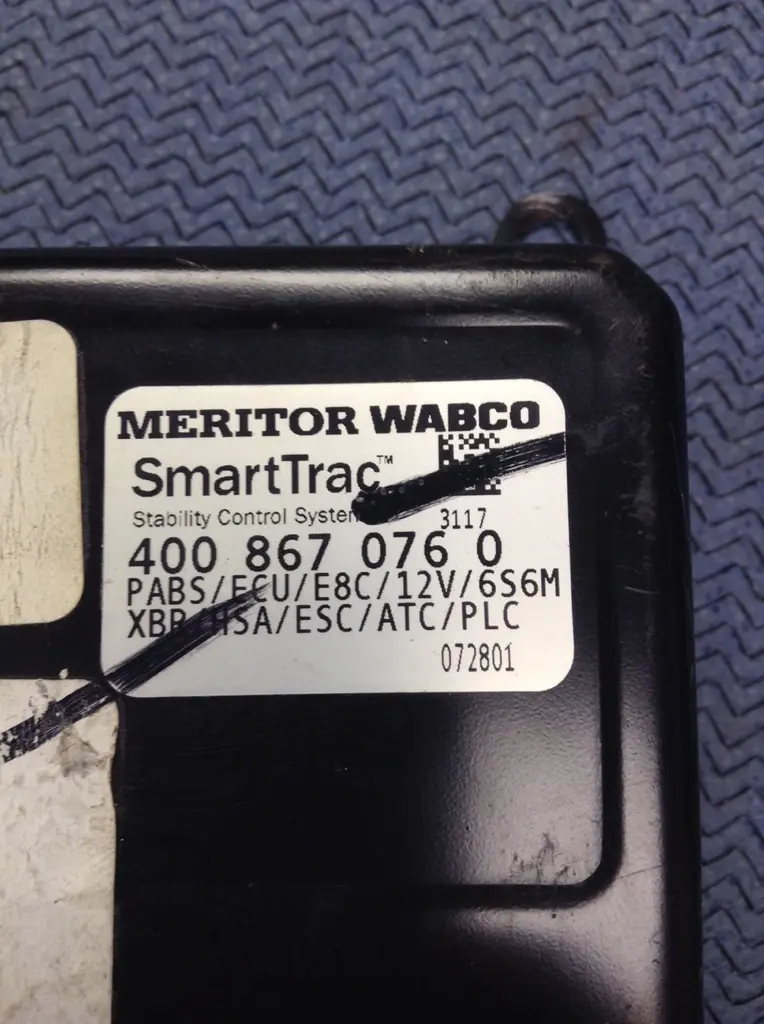 MERITOR WABCO
SmartTrac™
Stability Control System
3117
400 867 076 0
PABS/ECU/E8C/12V/6S6M
XBR/HSA/ESC/ATC/PLC
072801